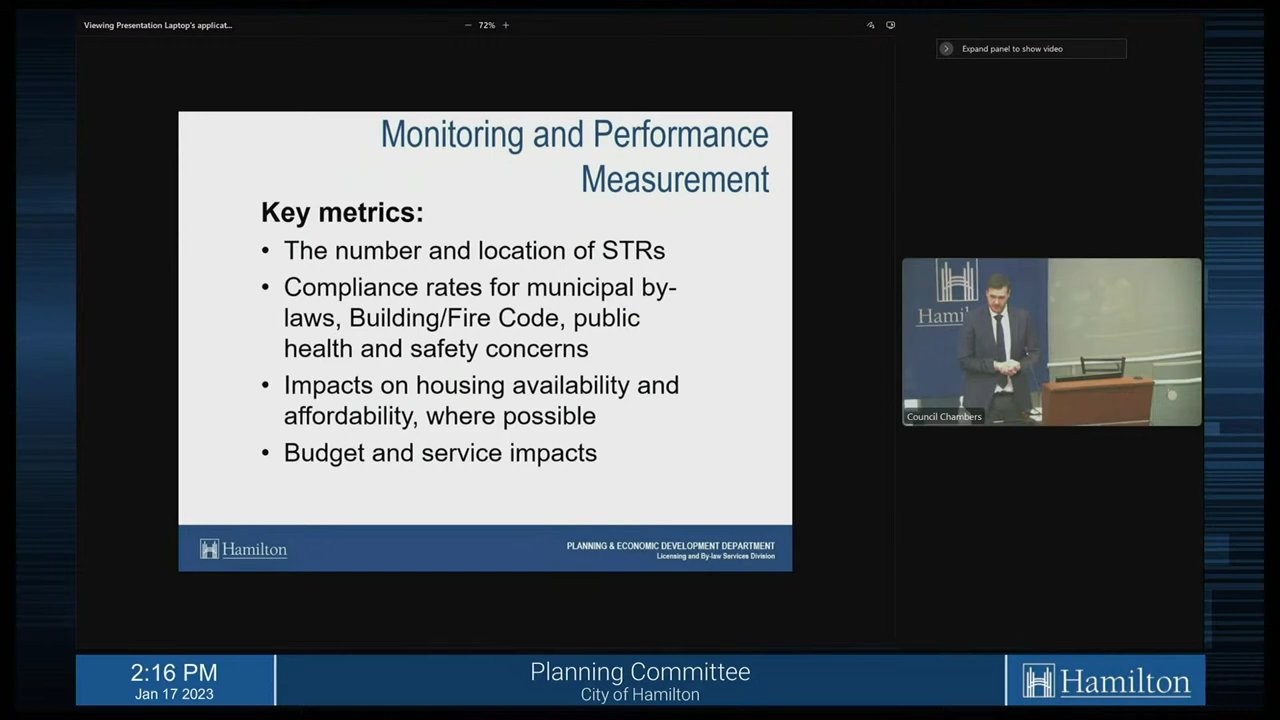 Viewing Presentation Laptop's applicat...
72%
Expand panel to show video
Monitoring and Performance
Measurement
Key metrics:
• The number and location of STRs
• Compliance rates for municipal by-
laws, Building/Fire Code, public
health and safety concerns
• Impacts on housing availability and
affordability, where possible
• Budget and service impacts
Hamilton
PLANNING & ECONOMIC DEVELOPMENT DEPARTMENT
Licensing and By-law Services Division
Hamil
Council Chambers
2:16 PM
Jan 17 2023
Planning Committee
City of Hamilton
Hamilton